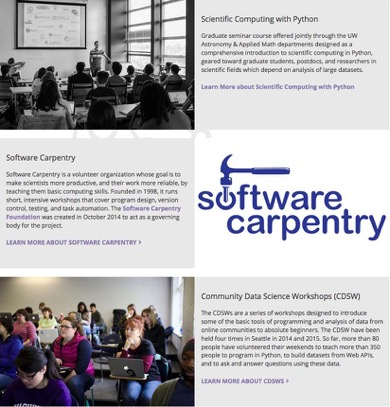 Scientific Computing with Python
Graduate seminar course offered jointly through the UW
Astronomy & Applied Math departments designed as a
comprehensive introduction to scientific computing in Python,
geared toward graduate students, postdocs, and researchers in
scientific fields which depend on analysis of large datasets.
Learn More about Scientific Computing with Python
Software Carpentry
Software Carpentry is a volunteer organization whose goal is to
make scientists more productive, and their work more reliable, by
teaching them basic computing skills. Founded in 1998, it runs
short, intensive workshops that cover program design, version
control, testing, and task automation. The Software Carpentry
Foundation was created in October 2014 to act as a governing
body for the project.
LEARN MORE ABOUT SOFTWARE CARPENTRY >
software
carpentry
Community Data Science Workshops (CDSW)
The CDSWs are a series of workshops designed to introduce
some of the basic tools of programming and analysis of data from
online communities to absolute beginners. The CDSW have been
held four times in Seattle in 2014 and 2015. So far, more than 80
people have volunteered their weekends to teach more than 350
people to program in Python, to build datasets from Web APIs,
and to ask and answer questions using these data.
LEARN MORE ABOUT CDSWS >